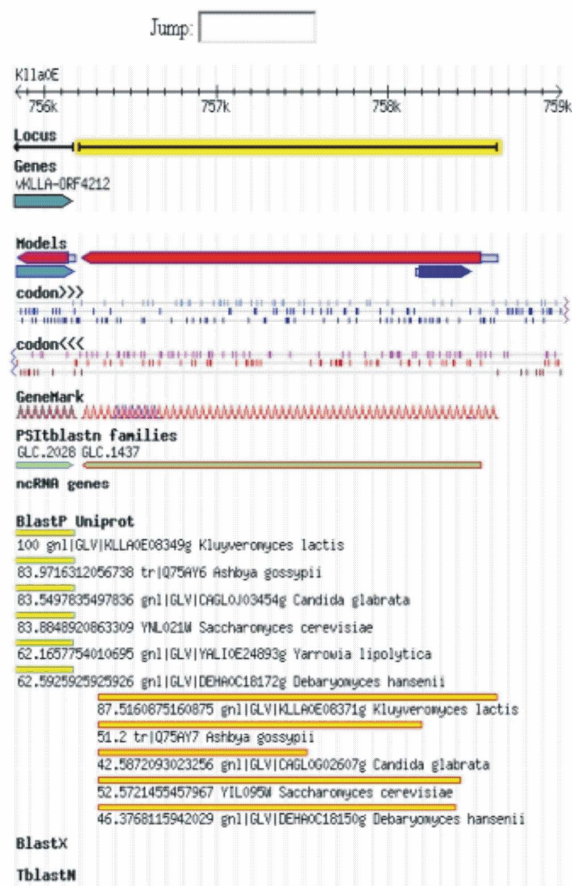 Jump:
Klla0E
756k 757k 758k 759k
Locus
Genes
vKLLA-ORF4212
Models
codon>>>
codon<<<
GeneMark
PSItblastn families
GLC.2028 GLC.1437
ncRNA genes
BlastP Uniprot
100 gnl|GLV|KLLA0E08349g Kluyveromyces lactis
83.9716312056738 tr|Q75AY6 Ashbya gossypii
83.5497835497836 gnl|GLV|CAGL0J03454g Candida glabrata
83.8848920863309 YNL021W Saccharomyces cerevisiae
62.1657754010695 gnl|GLV|YALI0E24893g Yarrowia lipolytica
62.5925925925926 gnl|GLV|DEHA0C18172g Debaryomyces hansenii
87.5160875160875 gnl|GLV|KLLA0E08371g Kluyveromyces lactis
51.2 tr|Q75AY7 Ashbya gossypii
42.5872093023256 gnl|GLV|CAGL0G02607g Candida glabrata
52.5721455457967 YIL095W Saccharomyces cerevisiae
46.3768115942029 gnl|GLV|DEHA0C18150g Debaryomyces hansenii
BlastX
TblastN